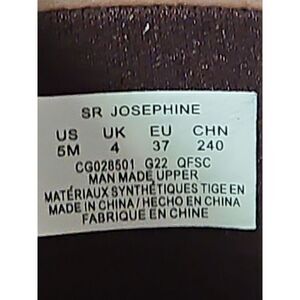 SR JOSEPHINE
US UK EU CHN
5M 4 37 240
CG028501 G22 QFSC
MAN MADE UPPER
MATÉRIAUX SYNTHÉTIQUES TIGE EN
MADE IN CHINA / HECHO EN CHINA
FABRIQUE EN CHINE